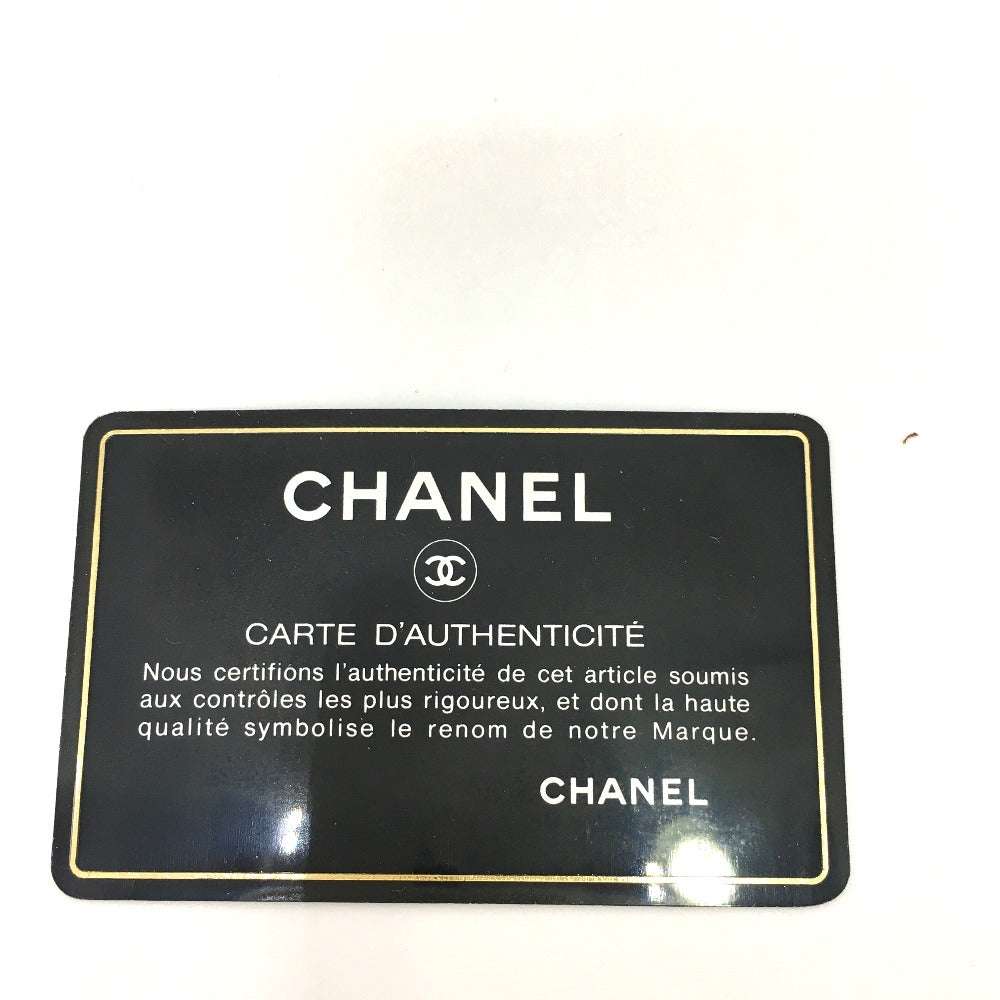 CHANEL
CARTE D'AUTHENTICITÉ
Nous certifions l'authenticité de cet article soumis
aux contrôles les plus rigoureux, et dont la haute
qualité symbolise le renom de notre Marque.
CHANEL